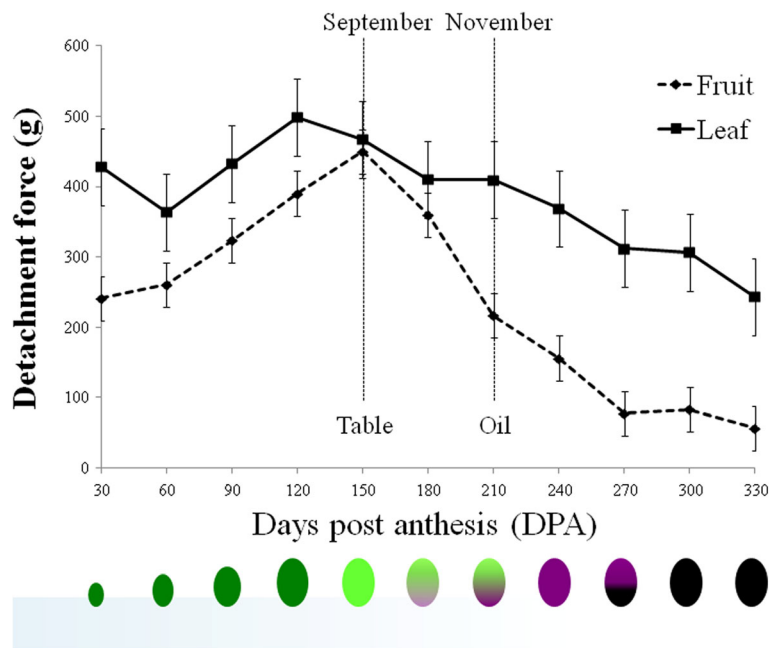 September November
600
500
400
300
200
100
0
Detachment force (g)
Fruit
Leaf
Table
Oil
30 60 90 120 150 180 210 240 270 300 330
Days post anthesis (DPA)